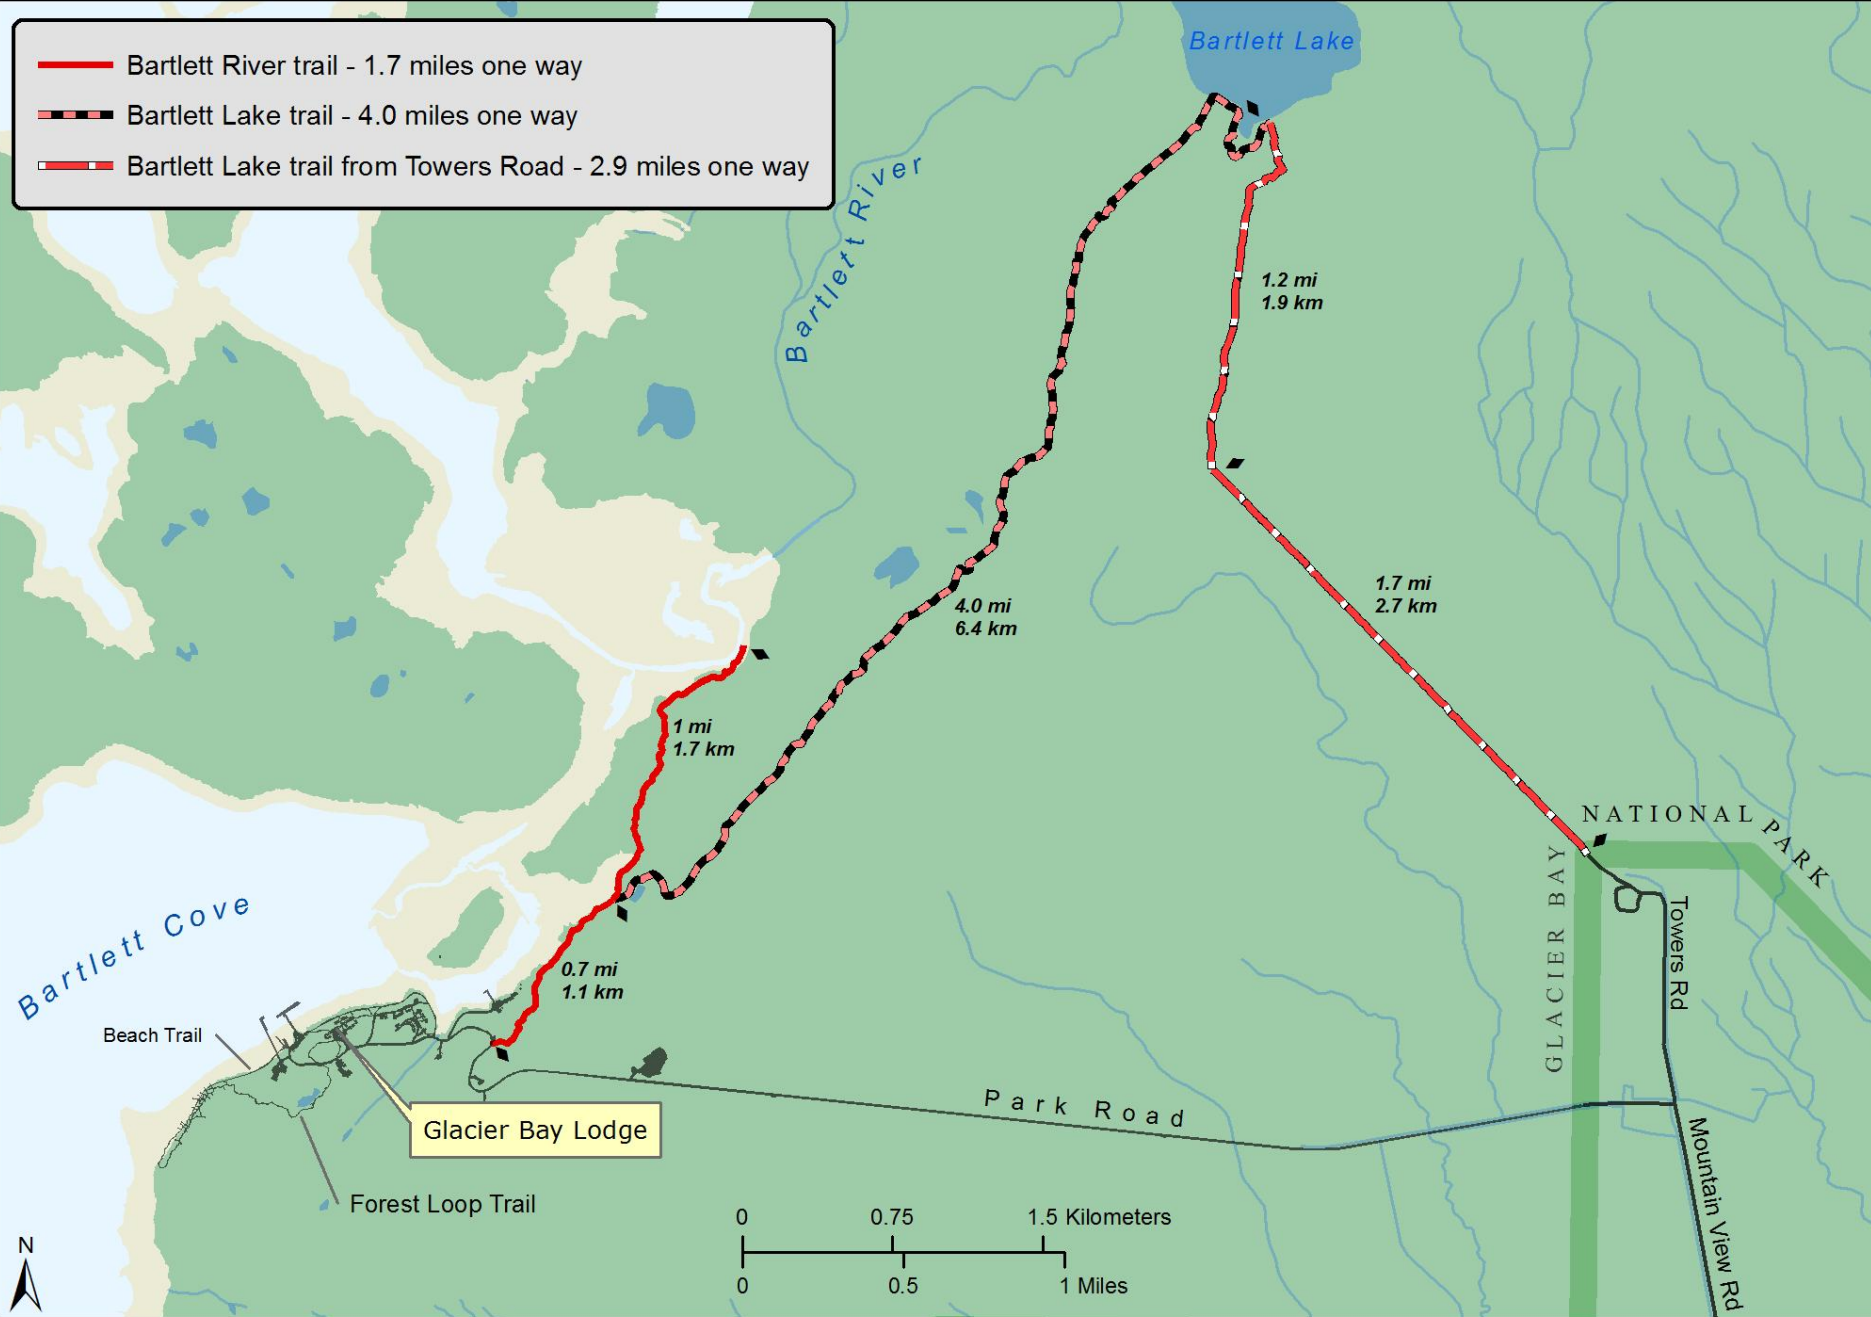 Bartlett River trail - 1.7 miles one way
Bartlett Lake trail - 4.0 miles one way
Bartlett Lake trail from Towers Road - 2.9 miles one way
Bartlett Lake
Bartlett River
1.2 mi
1.9 km
1.7 mi
2.7 km
4.0 mi
6.4 km
1 mi
1.7 km
NATIONAL PARK
GLACIER BAY
Towers Rd
Bartlett Cove
0.7 mi
1.1 km
Beach Trail
Park Road
Glacier Bay Lodge
Mountain View Rd
Forest Loop Trail
0 0.75 1.5 Kilometers
0 0.5 1 Miles
N